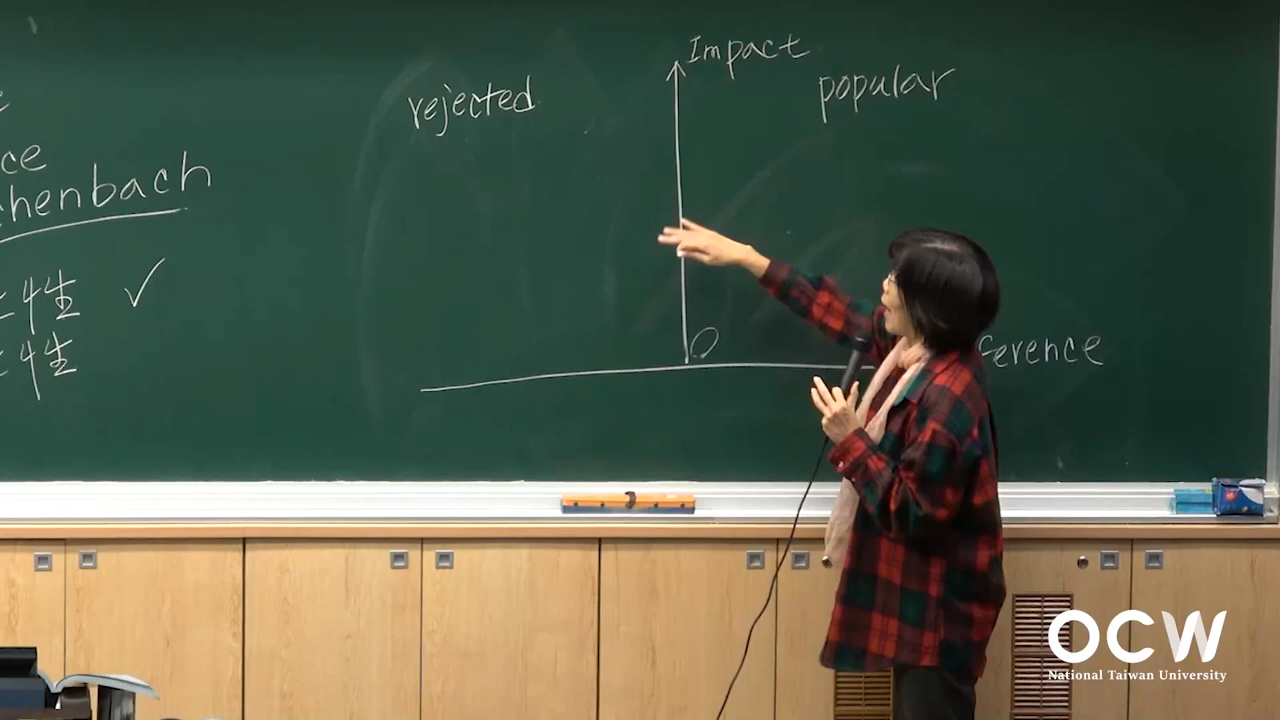 ce
henbach
性 ✓
性
Impact
rejected
popular
0
ference
OCW
National Taiwan University